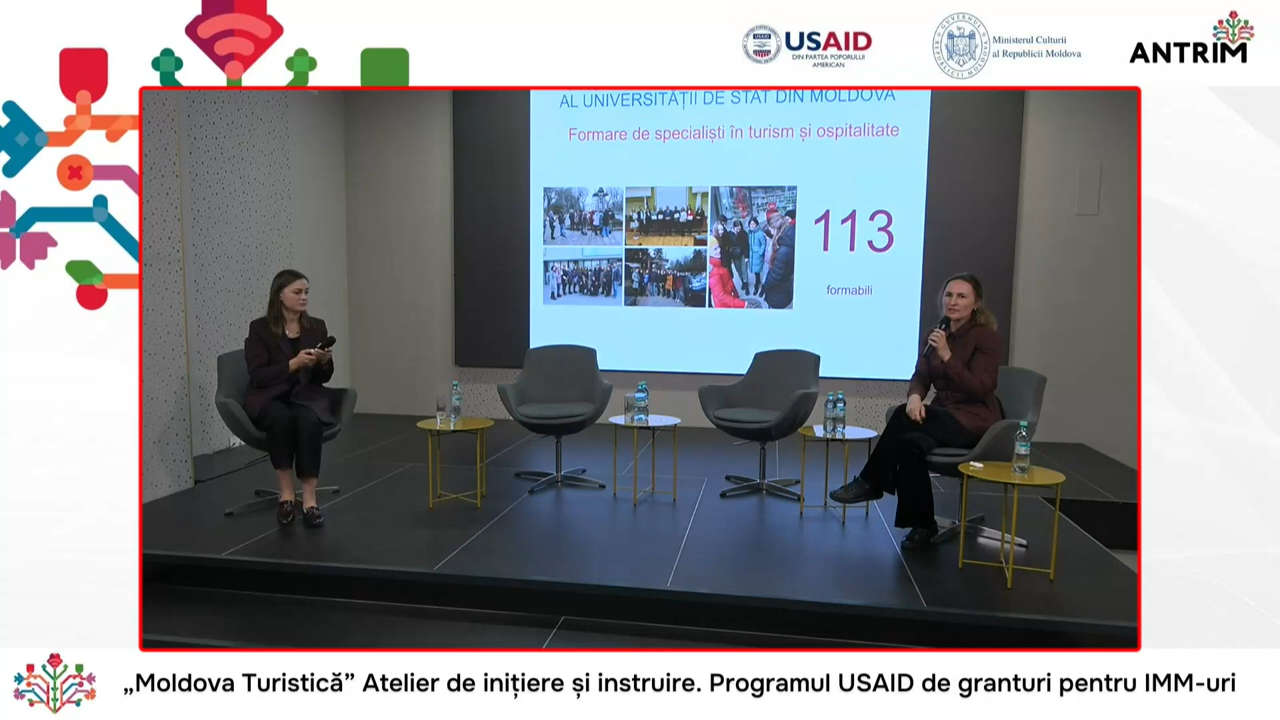 USAID
DIN PARTEA POPORULUI
AMERICAN
Ministerul Culturii
al Republicii Moldova
ANTRIM
AL UNIVERSITĂȚII DE STAT DIN MOLDOVA
Formare de specialiști în turism și ospitalitate
113
formabili
„Moldova Turistică” Atelier de inițiere și instruire. Programul USAID de granturi pentru IMM-uri